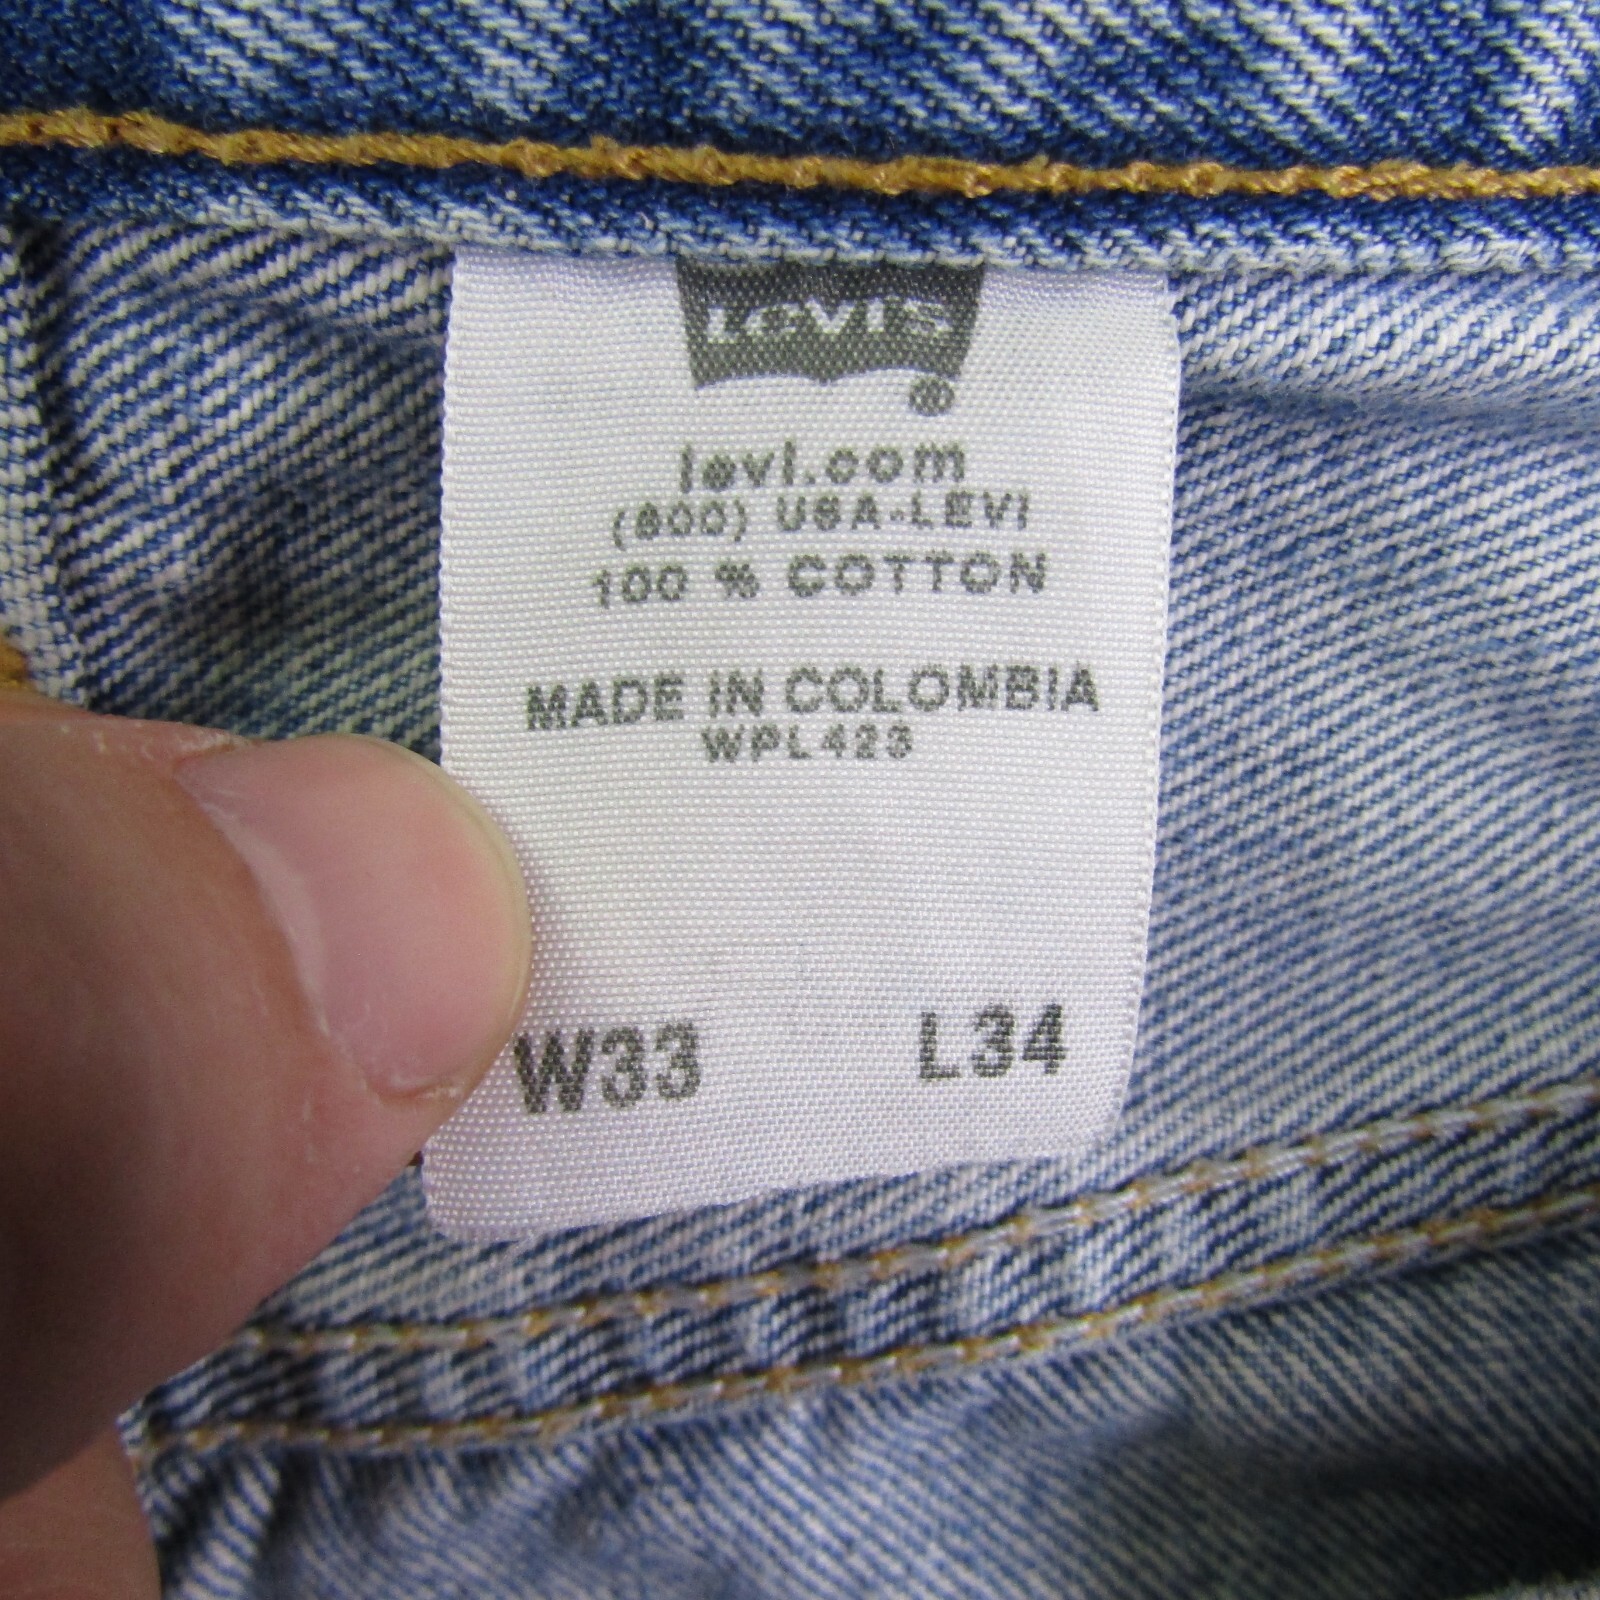 LEVI'S
®
levi.com
(800) USA-LEVI
100 % COTTON
MADE IN COLOMBIA
WPL423
W33 L34